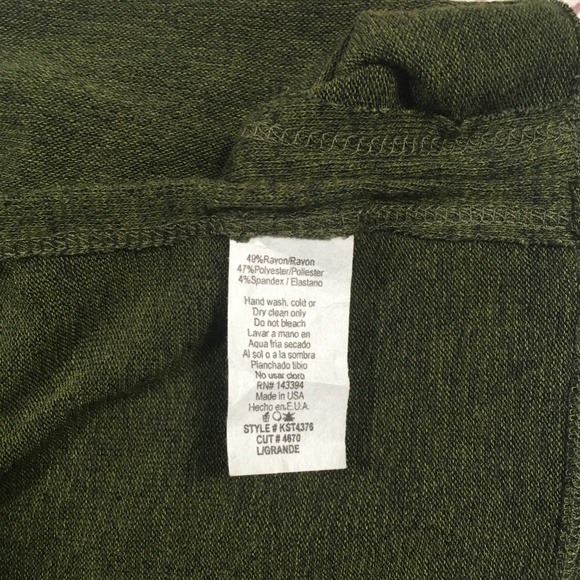 49%Rayon/Rayon
47%Polyester/Poliester
4%Spandex / Elastano
Hand wash, cold or
Dry clean only
Do not bleach
Lavar a mano en
Agua fria secado
Al sol o a la sombra
Planchado tibio
No usar cloro
RN# 143394
Made in USA
Hecho en E.U.A.
STYLE # KST4376
CUT # 4670
L/GRANDE